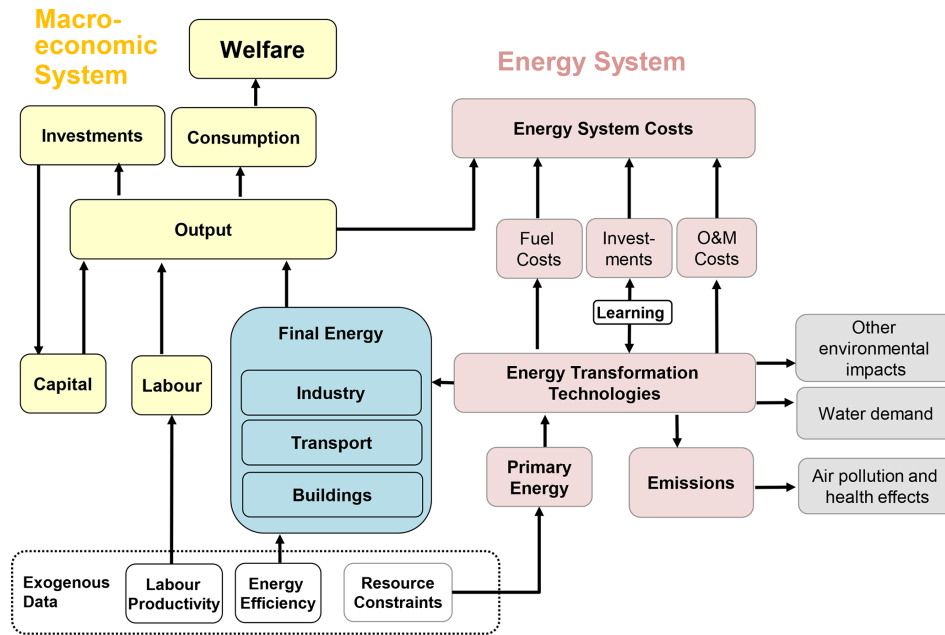 Macro-
economic
System
Welfare
Energy System
Investments
Consumption
Energy System Costs
Output
Fuel
Costs
Invest-
ments
O&M
Costs
Learning
Final Energy
Industry
Transport
Buildings
Capital
Labour
Energy Transformation
Technologies
Other
environmental
impacts
Water demand
Primary
Energy
Emissions
Air pollution and
health effects
Exogenous
Data
Labour
Productivity
Energy
Efficiency
Resource
Constraints